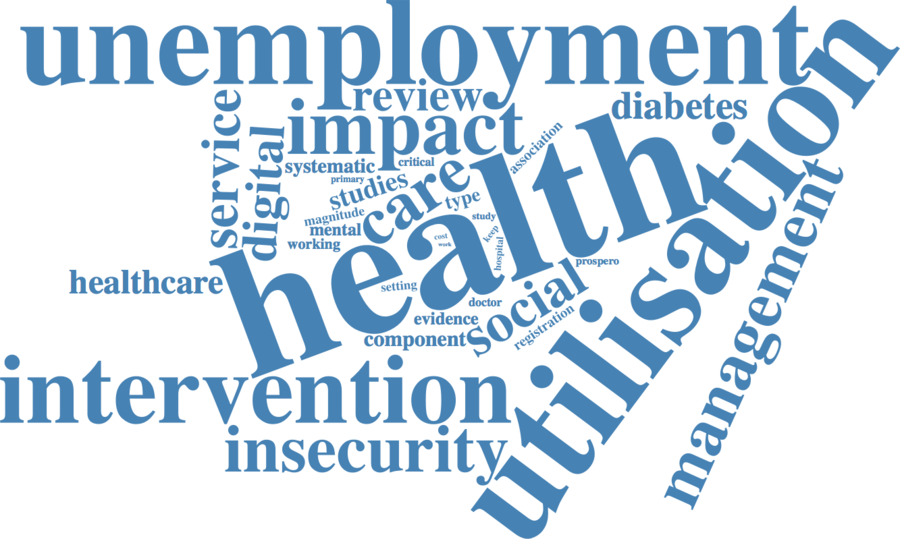 unemployment
utilisation
review
diabetes
service
impact
digital
systematic
critical
association
primary
studies
care
type
magnitude
mental
working
study
cost
work
keep
hospital
health
healthcare
setting
prospero
doctor
social
evidence
registration
component
management
intervention
insecurity